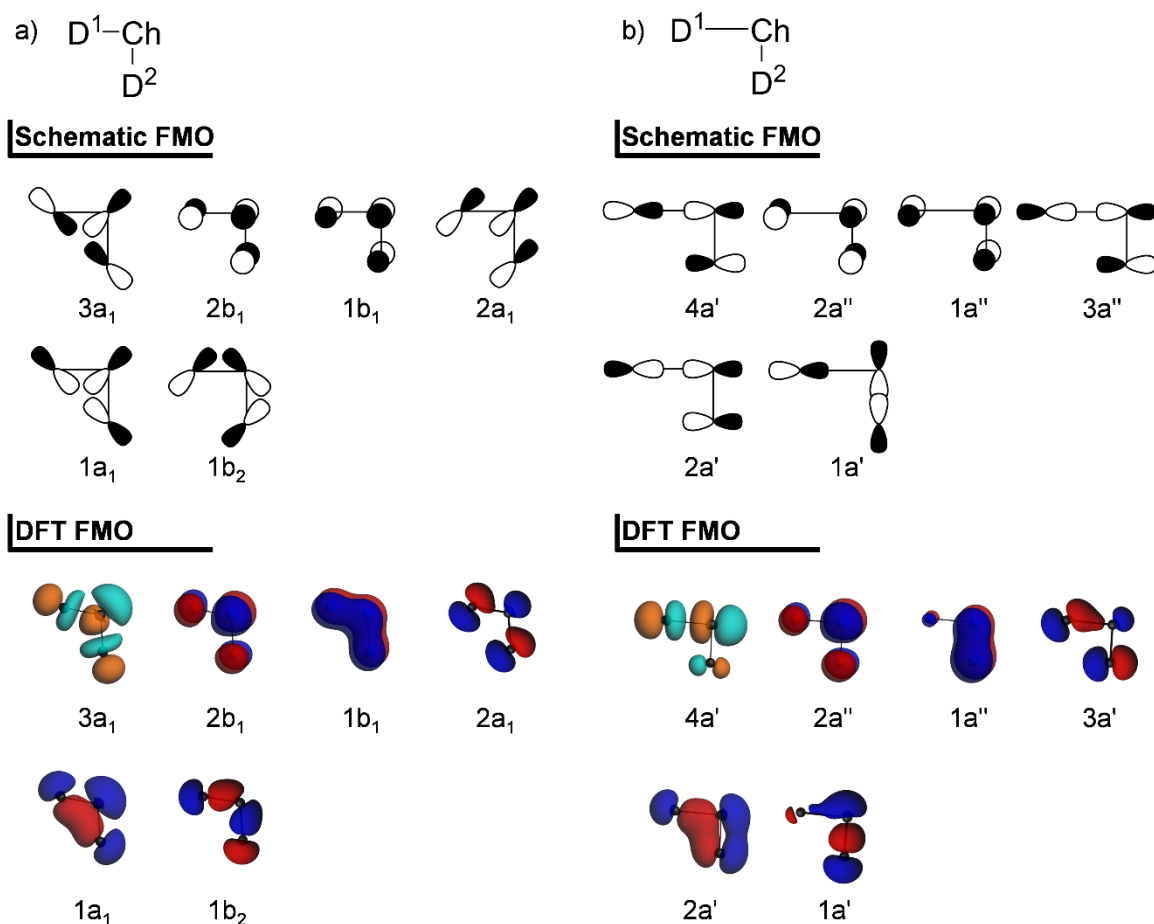 a) D¹–Ch
D²
Schematic FMO
3a₁ 2b₁ 1b₁ 2a₁
1a₁ 1b₂
DFT FMO
3a₁ 2b₁ 1b₁ 2a₁
1a₁ 1b₂
b) D¹—Ch
D²
Schematic FMO
4a' 2a" 1a" 3a"
2a' 1a'
DFT FMO
4a' 2a" 1a" 3a'
2a' 1a'